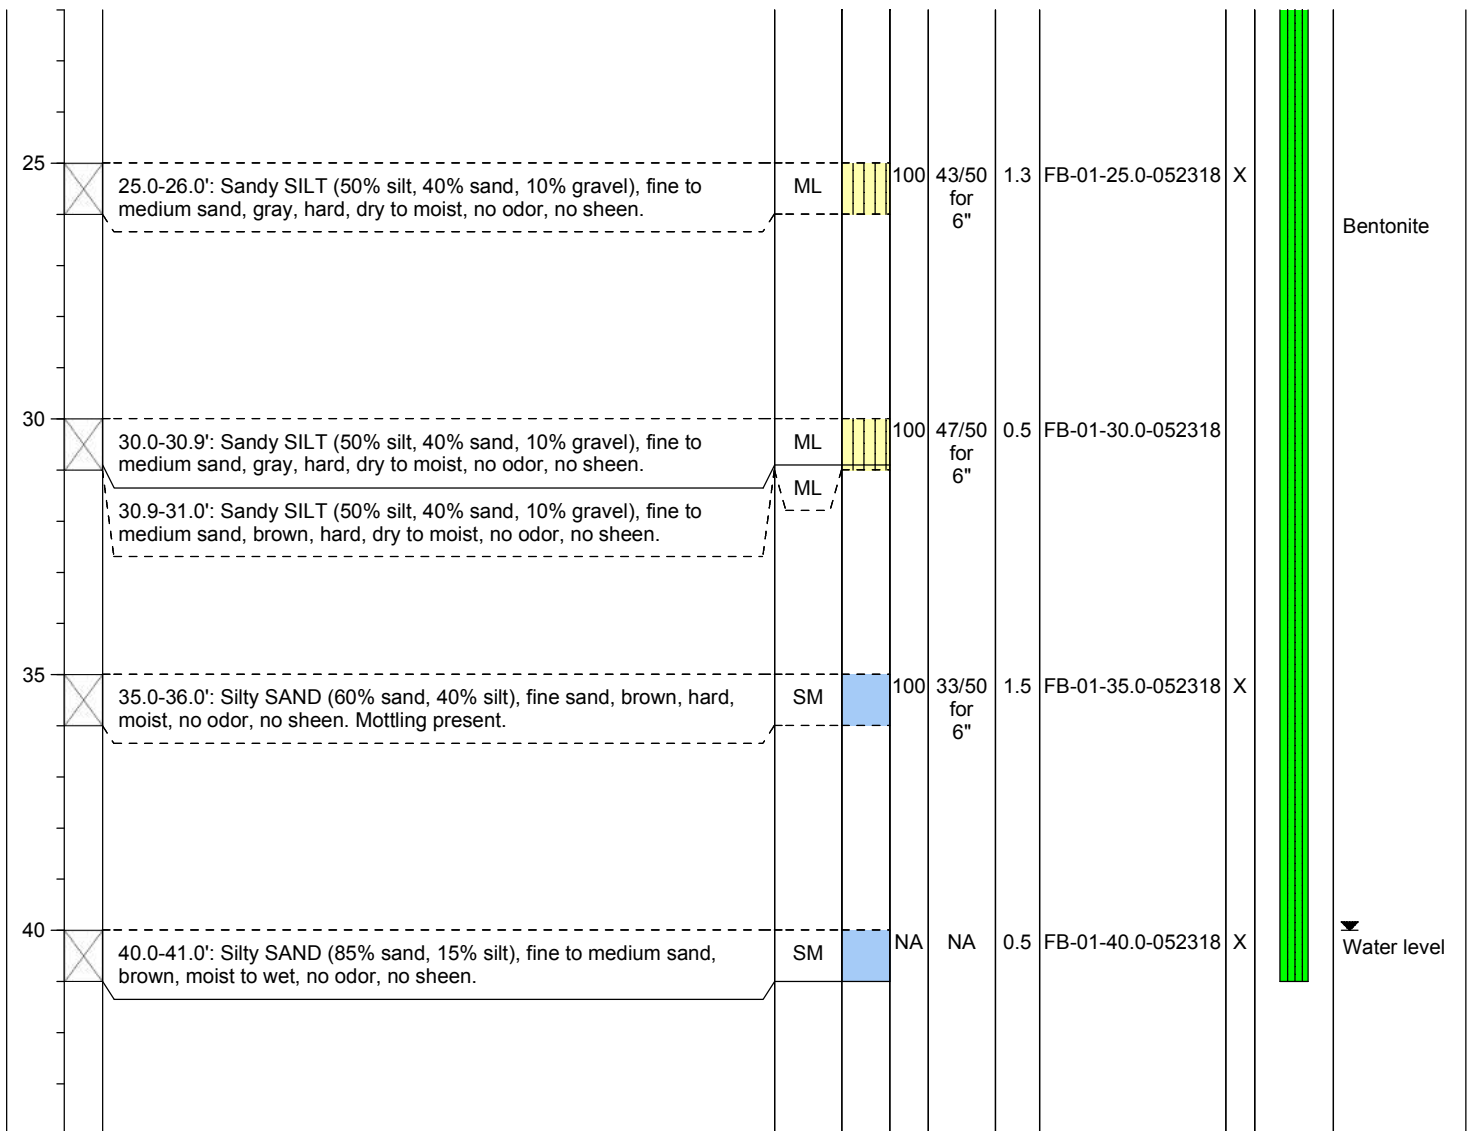 25
25.0-26.0': Sandy SILT (50% silt, 40% sand, 10% gravel), fine to
medium sand, gray, hard, dry to moist, no odor, no sheen.
ML
100
43/50
for
6"
1.3
FB-01-25.0-052318
X
Bentonite
30
30.0-30.9': Sandy SILT (50% silt, 40% sand, 10% gravel), fine to
medium sand, gray, hard, dry to moist, no odor, no sheen.
ML
100
47/50
for
6"
0.5
FB-01-30.0-052318
30.9-31.0': Sandy SILT (50% silt, 40% sand, 10% gravel), fine to
medium sand, brown, hard, dry to moist, no odor, no sheen.
ML
35
35.0-36.0': Silty SAND (60% sand, 40% silt), fine sand, brown, hard,
moist, no odor, no sheen. Mottling present.
SM
100
33/50
for
6"
1.5
FB-01-35.0-052318
X
40
40.0-41.0': Silty SAND (85% sand, 15% silt), fine to medium sand,
brown, moist to wet, no odor, no sheen.
SM
NA
NA
0.5
FB-01-40.0-052318
X
Water level